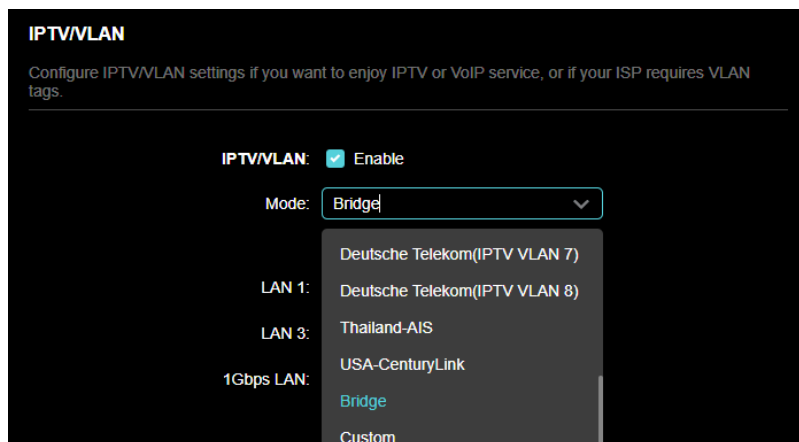 IPTV/VLAN
Configure IPTV/VLAN settings if you want to enjoy IPTV or VoIP service, or if your ISP requires VLAN
tags.
IPTV/VLAN: Enable
Mode: Bridge
Deutsche Telekom(IPTV VLAN 7)
LAN 1: Deutsche Telekom(IPTV VLAN 8)
LAN 3: Thailand-AIS
USA-CenturyLink
1Gbps LAN:
Bridge
Custom